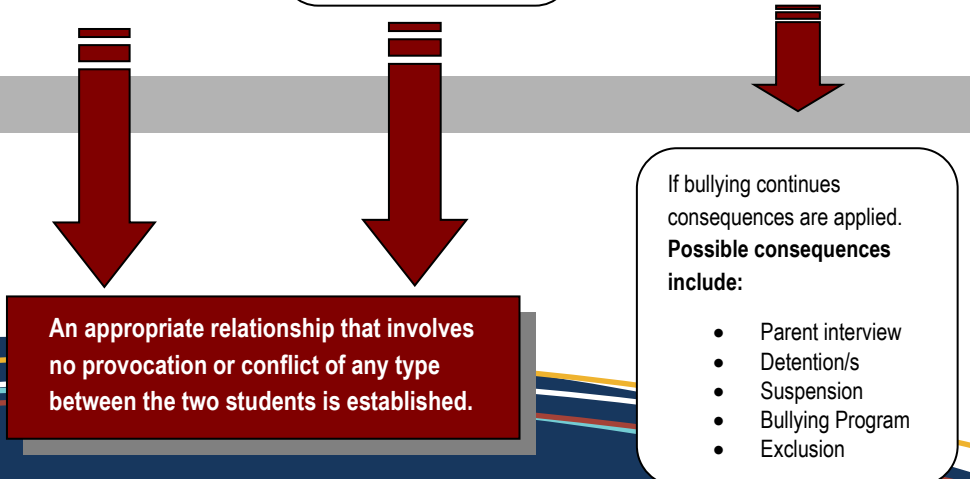 If bullying continues
consequences are applied.
Possible consequences
include:
• Parent interview
• Detention/s
• Suspension
• Bullying Program
• Exclusion
An appropriate relationship that involves
no provocation or conflict of any type
between the two students is established.